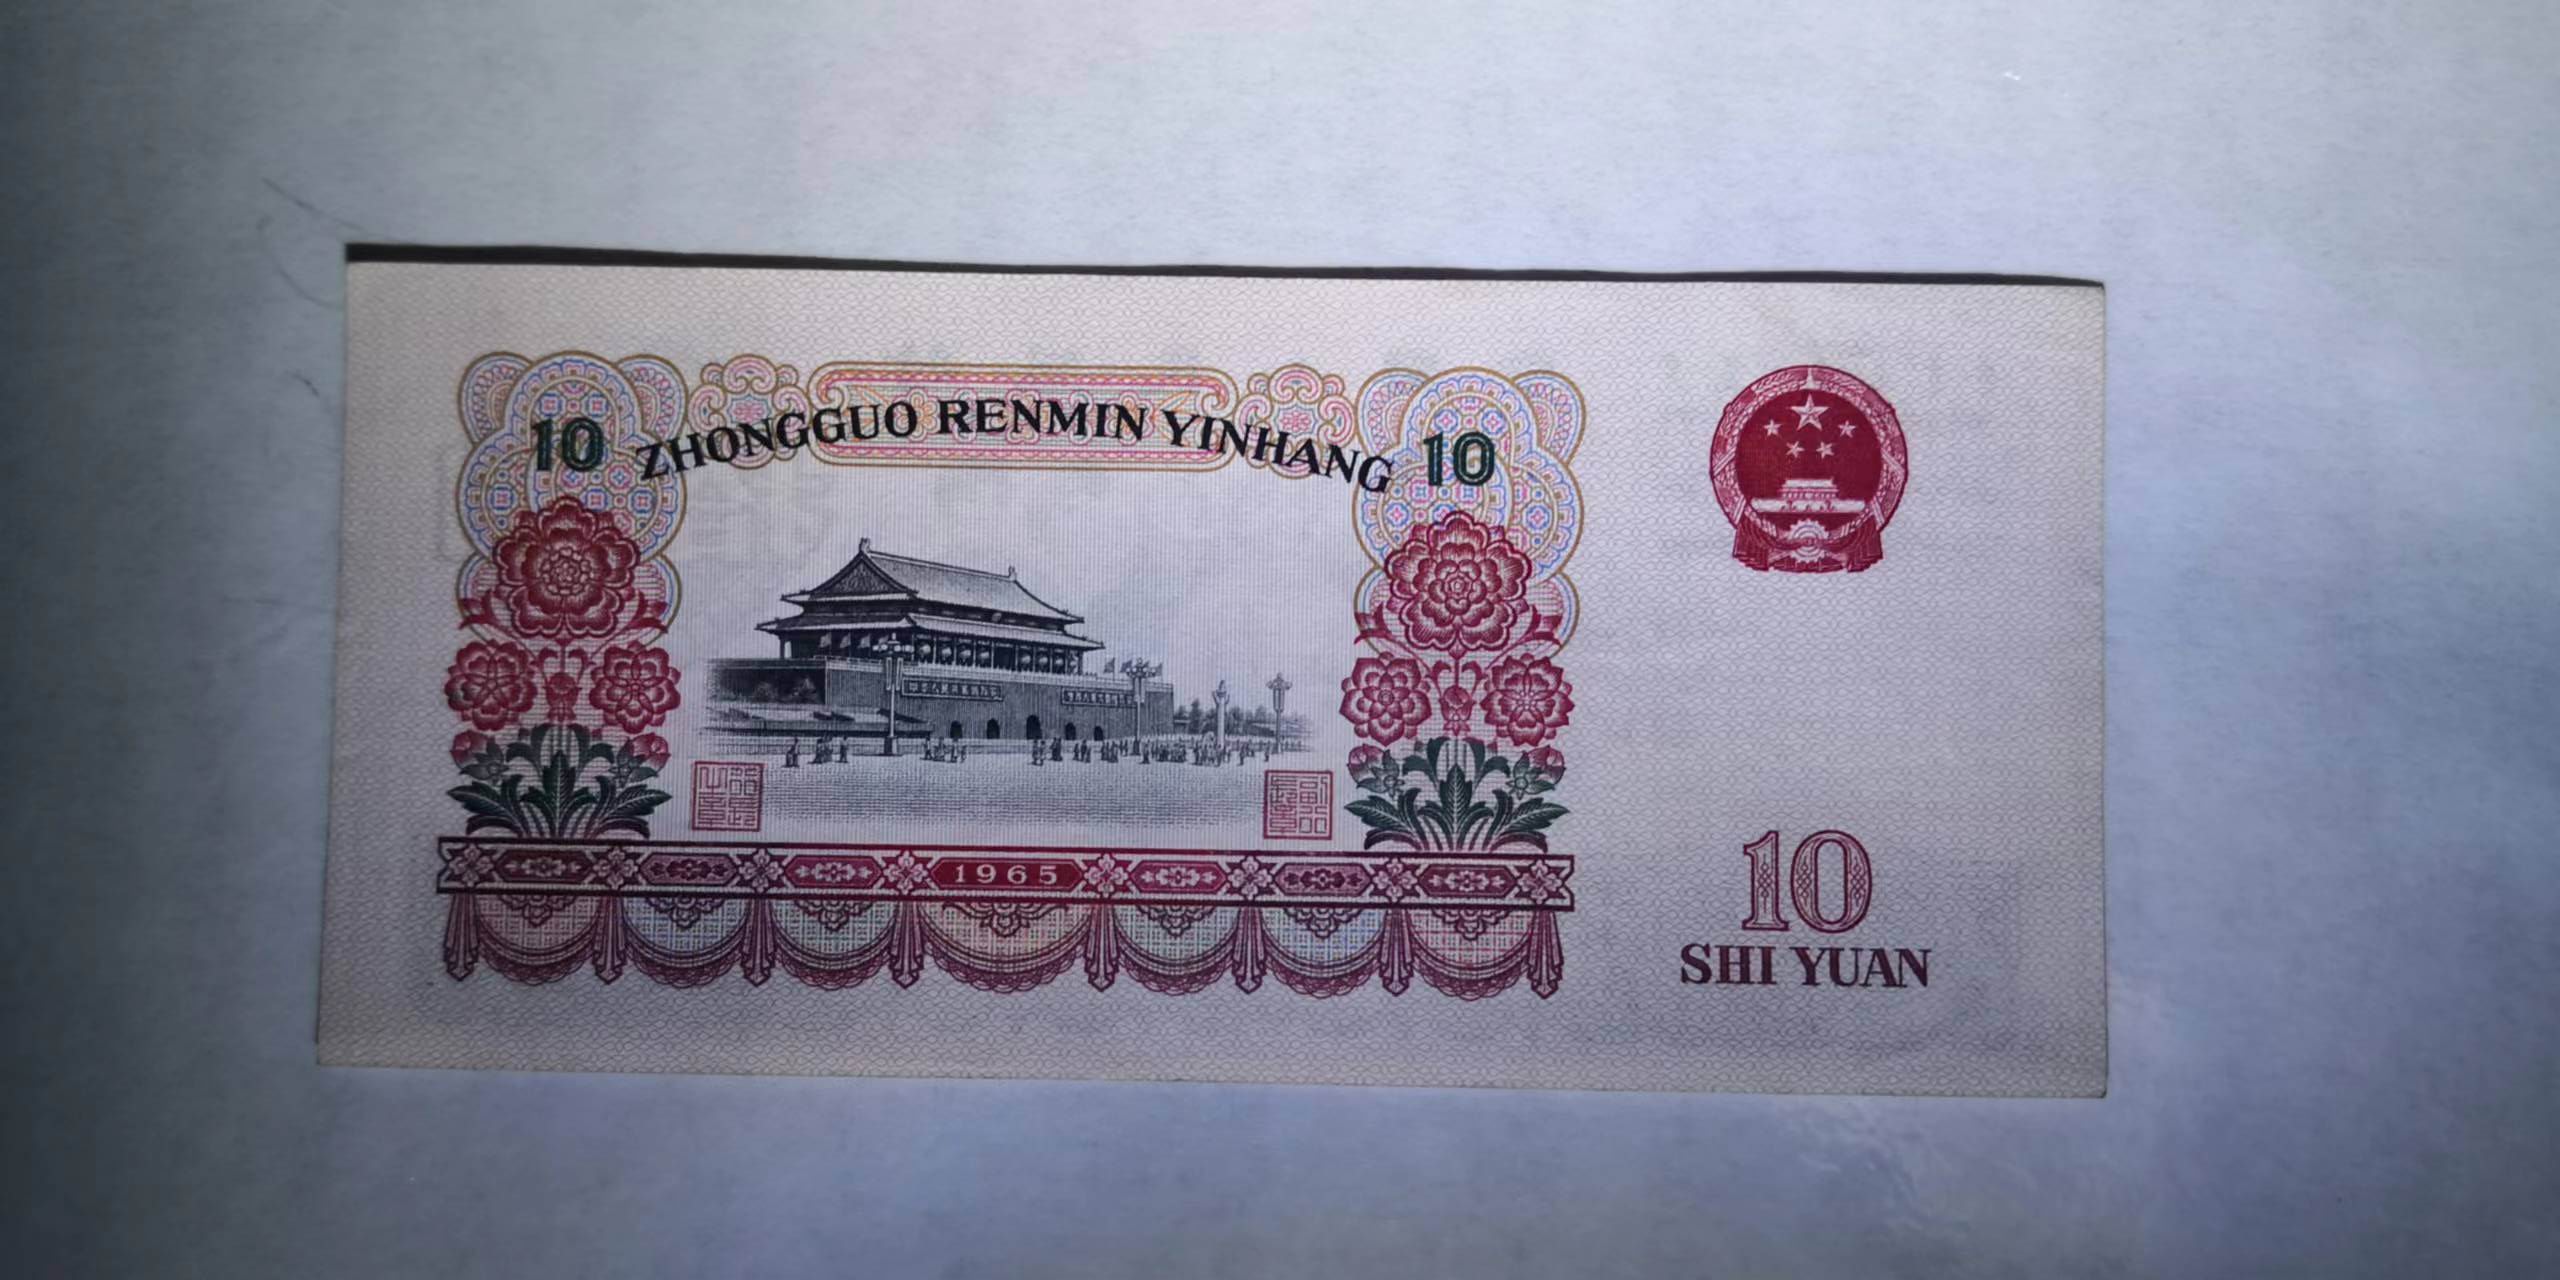 10 ZHONGGUO RENMIN YINHANG 10
1965
10
SHI YUAN